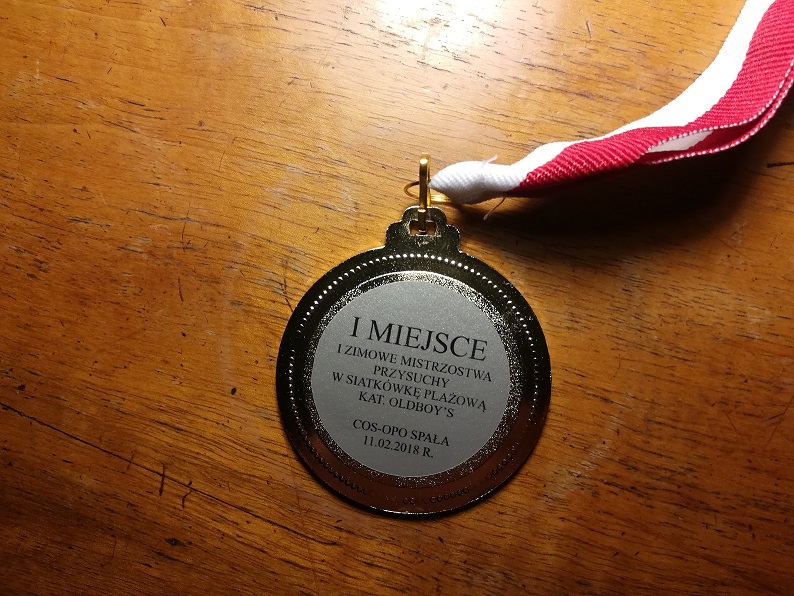 I MIEJSCE
I ZIMOWE MISTRZOSTWA
PRZYSUCHY
W SIATKÓWKĘ PLAŻOWĄ
KAT. OLDBOY'S
COS-OPO SPAŁA
11.02.2018 R.